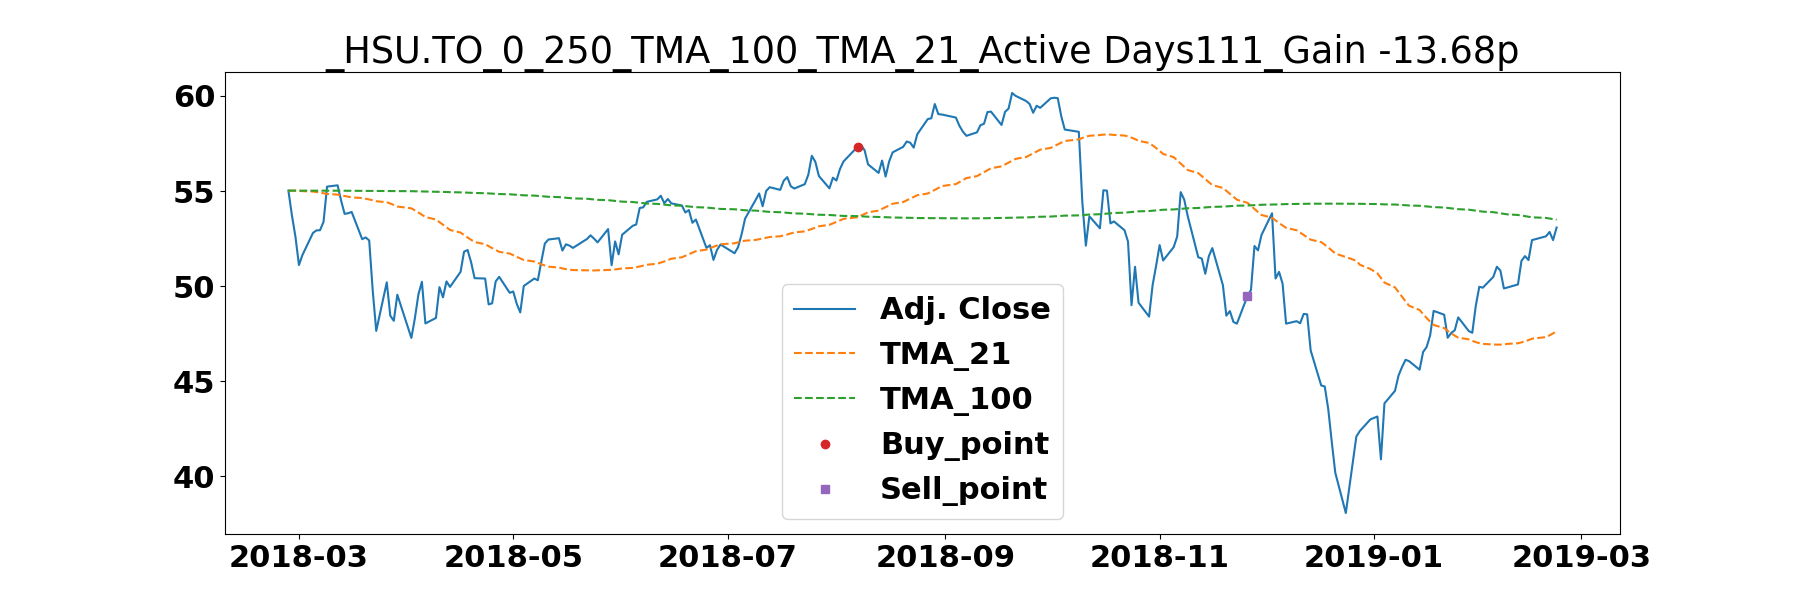 _HSU.TO_0_250_TMA_100_TMA_21_Active Days111_Gain -13.68p
60
55
50
45
40
Adj. Close
TMA_21
TMA_100
Buy_point
Sell_point
2018-03 2018-05 2018-07 2018-09 2018-11 2019-01 2019-03